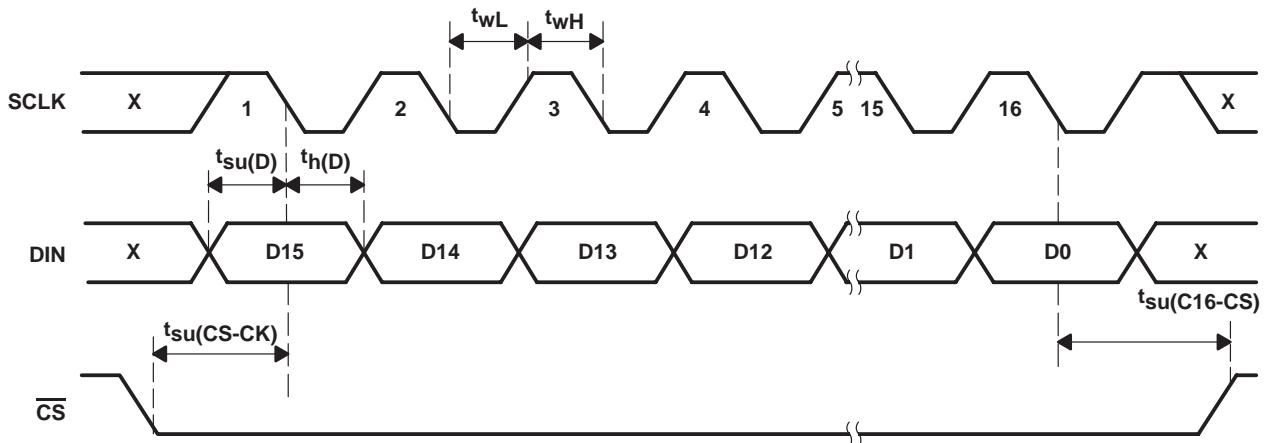 twL twH
SCLK X 1 2 3 4 5 15 16 X
tsu(D) th(D)
DIN X D15 D14 D13 D12 D1 D0 X
tsu(CS-CK) tsu(C16-CS)
CS